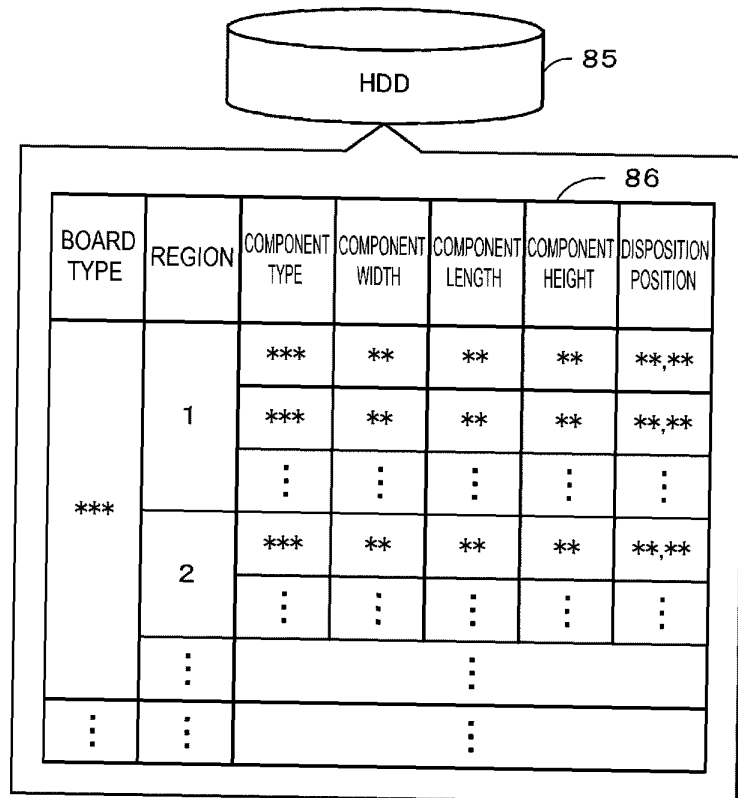 HDD
85
86
BOARD TYPE REGION COMPONENT TYPE COMPONENT WIDTH COMPONENT LENGTH COMPONENT HEIGHT DISPOSITION POSITION
*** 1 *** ** ** ** **,**
*** ** ** ** **,**
⋮ ⋮ ⋮ ⋮ ⋮
2 *** ** ** ** **,**
⋮ ⋮ ⋮ ⋮ ⋮
⋮ ⋮
⋮ ⋮ ⋮